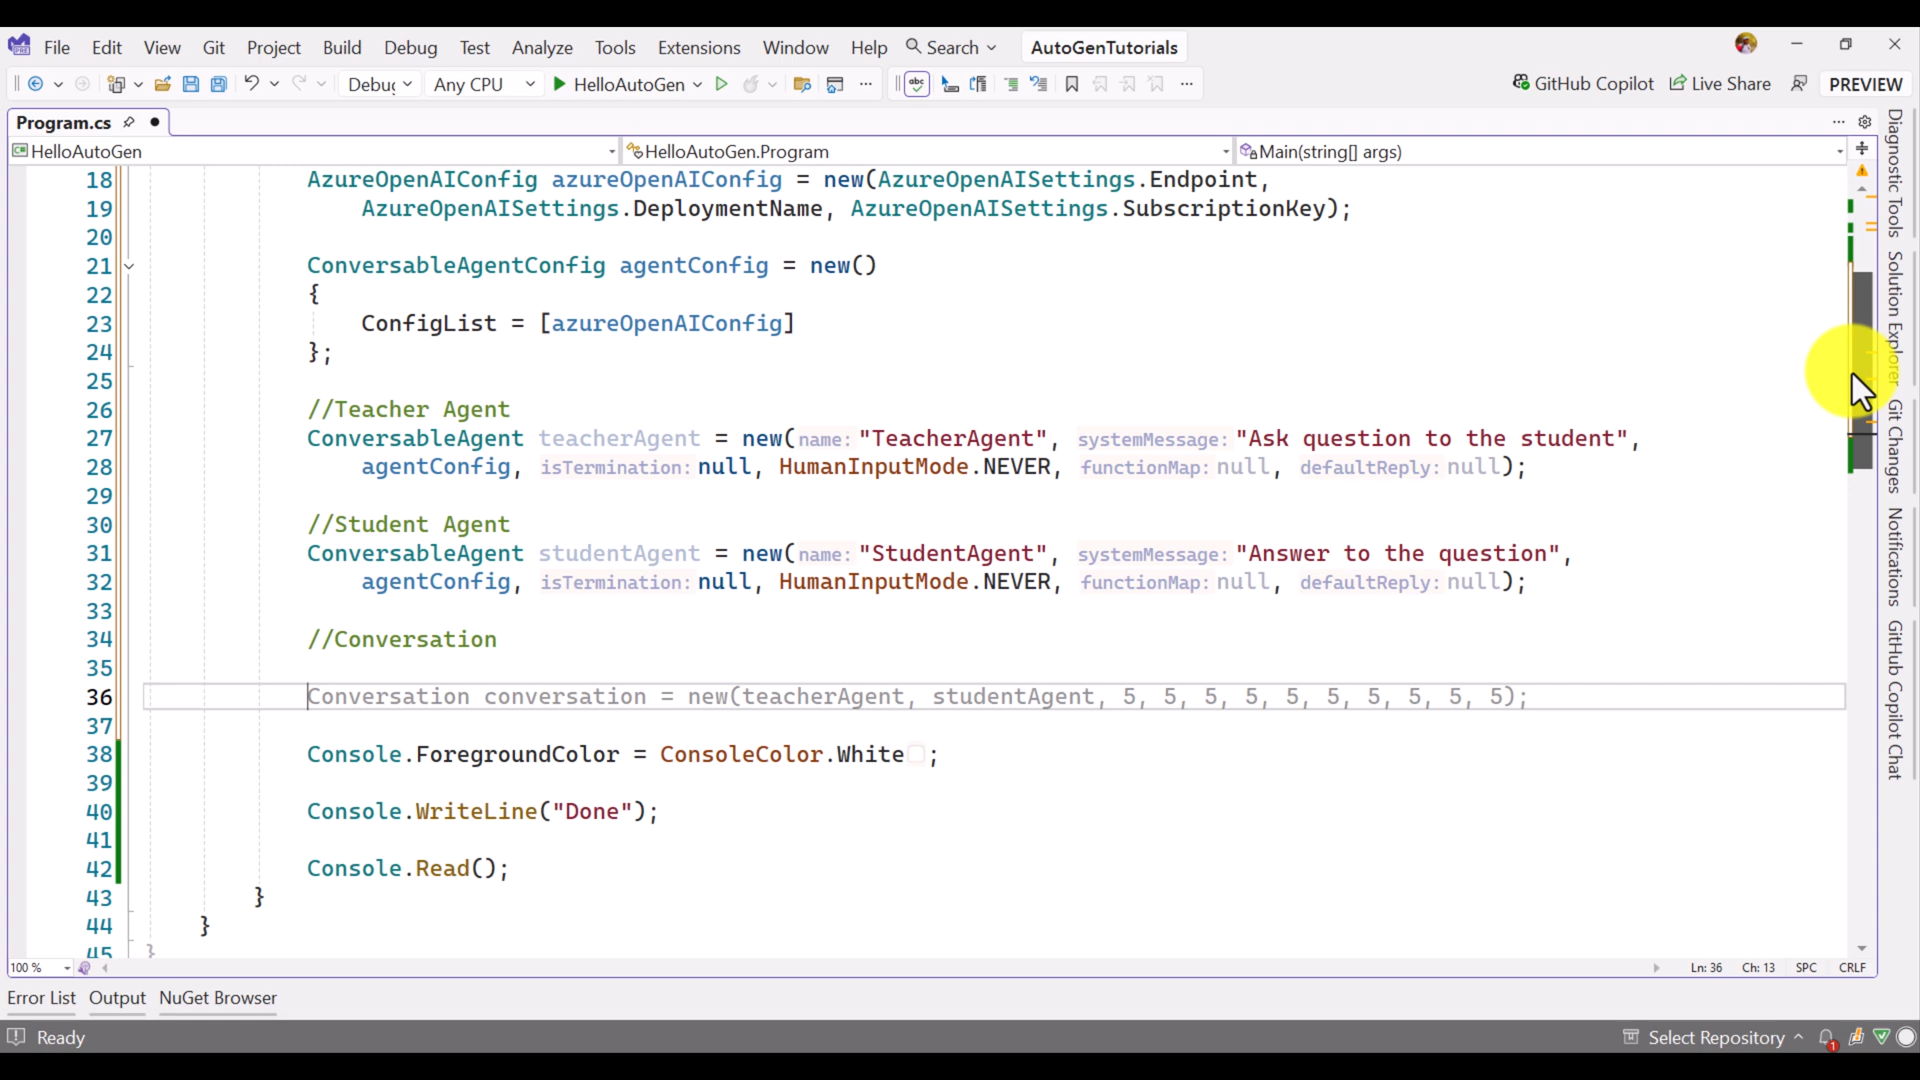 File Edit View Git Project Build Debug Test Analyze Tools Extensions Window Help Search AutoGenTutorials
Debug Any CPU HelloAutoGen GitHub Copilot Live Share PREVIEW
Program.cs
HelloAutoGen HelloAutoGen.Program Main(string[] args)
18 AzureOpenAIConfig azureOpenAIConfig = new(AzureOpenAISettings.Endpoint,
19 AzureOpenAISettings.DeploymentName, AzureOpenAISettings.SubscriptionKey);
20
21 ConversableAgentConfig agentConfig = new()
22 {
23 ConfigList = [azureOpenAIConfig]
24 };
25
26 //Teacher Agent
27 ConversableAgent teacherAgent = new(name: "TeacherAgent", systemMessage: "Ask question to the student",
28 agentConfig, isTermination: null, HumanInputMode.NEVER, functionMap: null, defaultReply: null);
29
30 //Student Agent
31 ConversableAgent studentAgent = new(name: "StudentAgent", systemMessage: "Answer to the question",
32 agentConfig, isTermination: null, HumanInputMode.NEVER, functionMap: null, defaultReply: null);
33
34 //Conversation
35
36 Conversation conversation = new(teacherAgent, studentAgent, 5, 5, 5, 5, 5, 5, 5, 5, 5, 5);
37
38 Console.ForegroundColor = ConsoleColor.White;
39
40 Console.WriteLine("Done");
41
42 Console.Read();
43 }
44 }
45 }
100 % Ln: 36 Ch: 13 SPC CRLF
Error List Output NuGet Browser
Ready Select Repository 1
Diagnostic Tools
Solution Explorer
Git Changes
Notifications
GitHub Copilot Chat